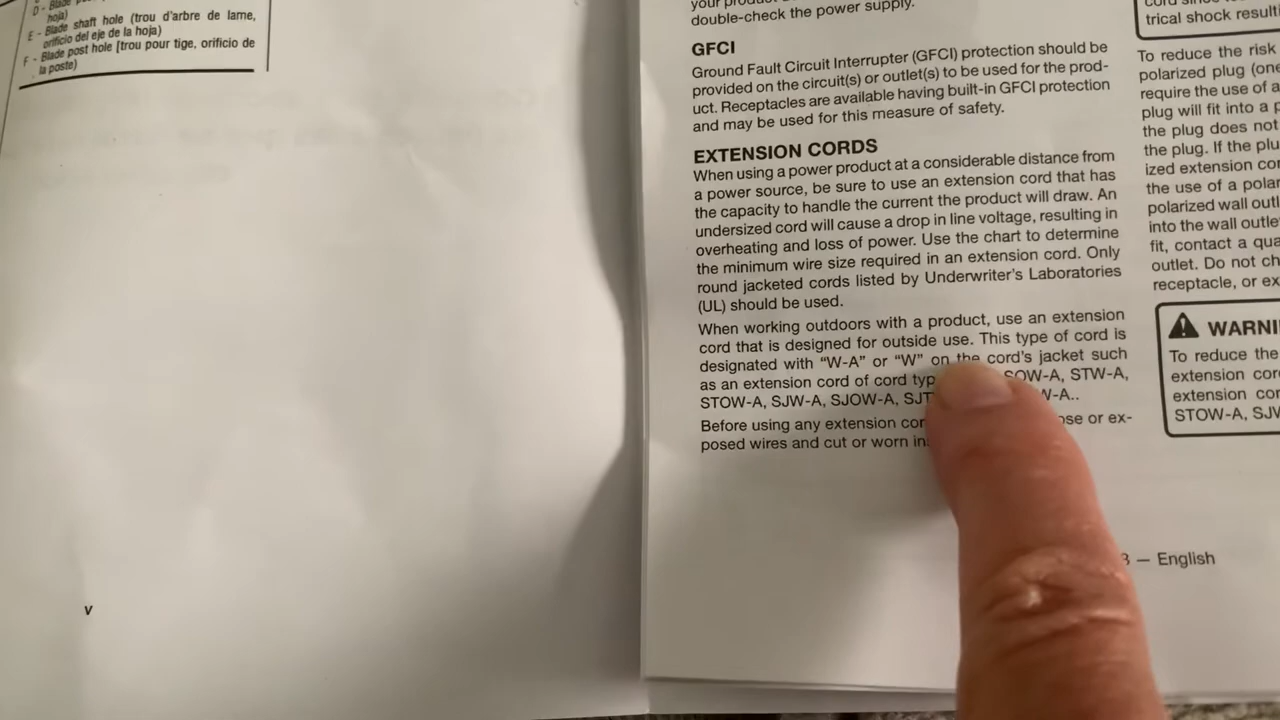 D - Blade
hoja)
E - Blade shaft hole (trou d'arbre de lame,
orificio del eje de la hoja)
F - Blade post hole [trou pour tige, orificio de
la poste)
V
your product
double-check the power supply.
GFCI
Ground Fault Circuit Interrupter (GFCI) protection should be
provided on the circuit(s) or outlet(s) to be used for the prod-
uct. Receptacles are available having built-in GFCI protection
and may be used for this measure of safety.
EXTENSION CORDS
When using a power product at a considerable distance from
a power source, be sure to use an extension cord that has
the capacity to handle the current the product will draw. An
undersized cord will cause a drop in line voltage, resulting in
overheating and loss of power. Use the chart to determine
the minimum wire size required in an extension cord. Only
round jacketed cords listed by Underwriter's Laboratories
(UL) should be used.
When working outdoors with a product, use an extension
cord that is designed for outside use. This type of cord is
designated with "W-A" or "W" on the cord's jacket such
as an extension cord of cord typ SOW-A, STW-A,
STOW-A, SJW-A, SJOW-A, SJT W-A..
Before using any extension cor ose or ex-
posed wires and cut or worn in
3 — English
trical shock resulti
To reduce the risk
polarized plug (one
require the use of a
plug will fit into a p
the plug does not
the plug. If the plu
ized extension cor
the use of a polar
polarized wall outl
into the wall outle
fit, contact a qua
outlet. Do not ch
receptacle, or ex
WARNI
To reduce the
extension cor
extension cor
STOW-A, SJW